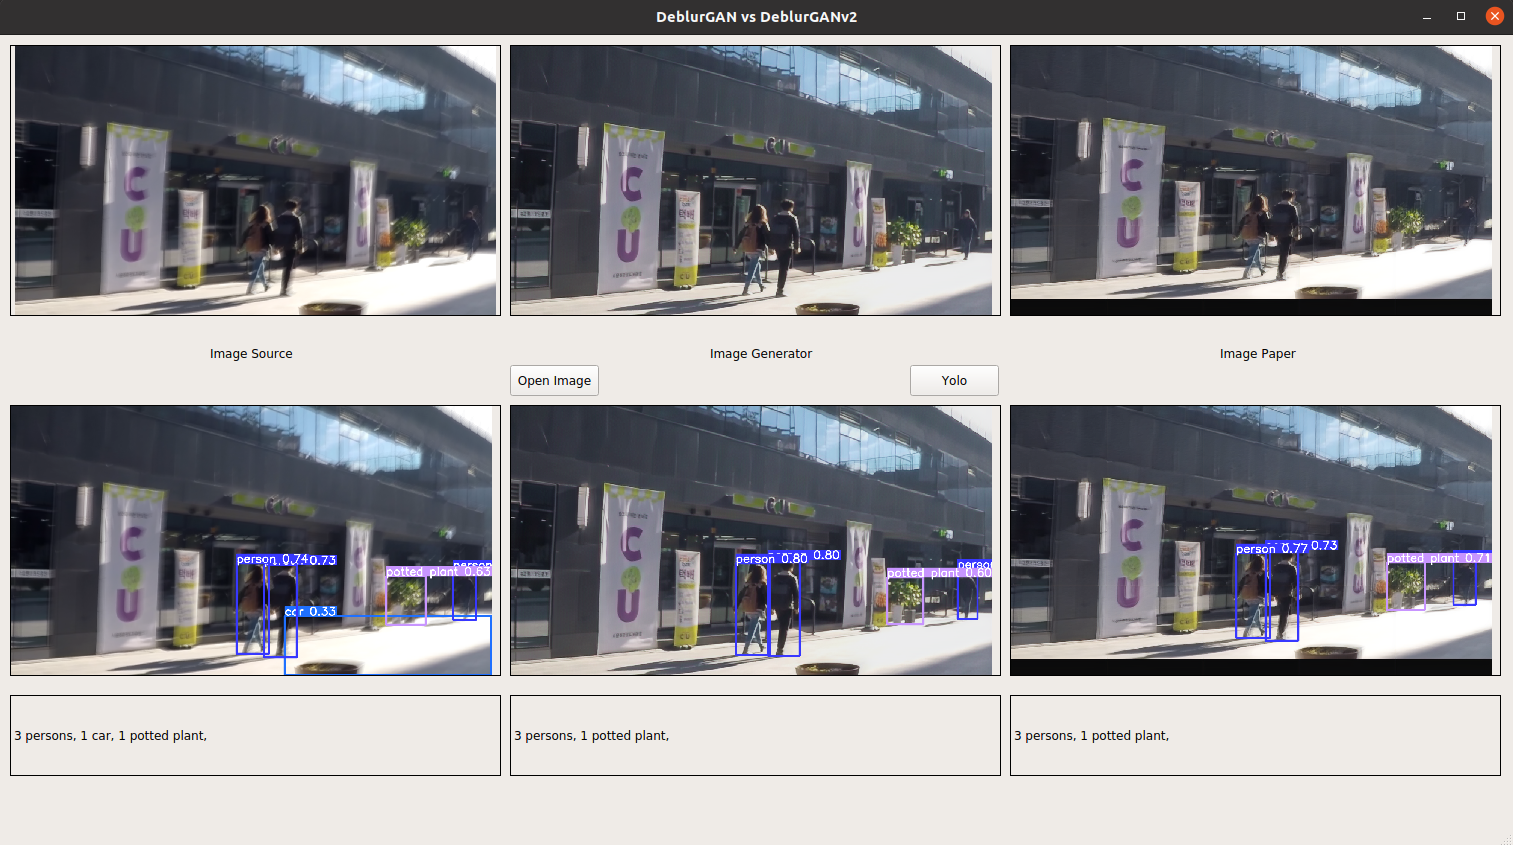 DeblurGAN vs DeblurGANv2
C
U
C
U
C
U
Image Source
Image Generator
Image Paper
Open Image
Yolo
person 0.74
0.73
person
potted plant 0.63
car 0.33
C
U
person 0.80
0.80
person
potted plant 0.60
C
U
person 0.77
0.73
potted plant 0.71
C
U
3 persons, 1 car, 1 potted plant,
3 persons, 1 potted plant,
3 persons, 1 potted plant,